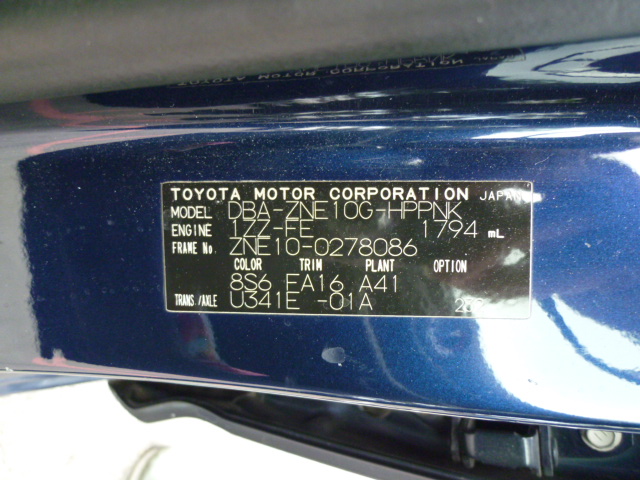 TOYOTA MOTOR CORPORATION JAPAN
MODEL DBA-ZNE10G-HPPNK
ENGINE 1ZZ-FE 1794 mL
FRAME No. ZNE10-0278086
COLOR TRIM PLANT OPTION
8S6 FA16 A41
TRANS/AXLE U341E -01A